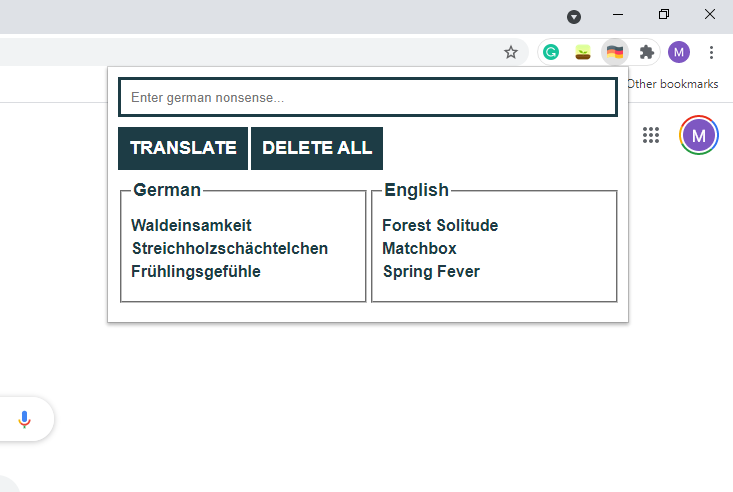 M
Other bookmarks
Enter german nonsense...
TRANSLATE DELETE ALL
German
Waldeinsamkeit
Streichholzschächtelchen
Frühlingsgefühle
English
Forest Solitude
Matchbox
Spring Fever
M